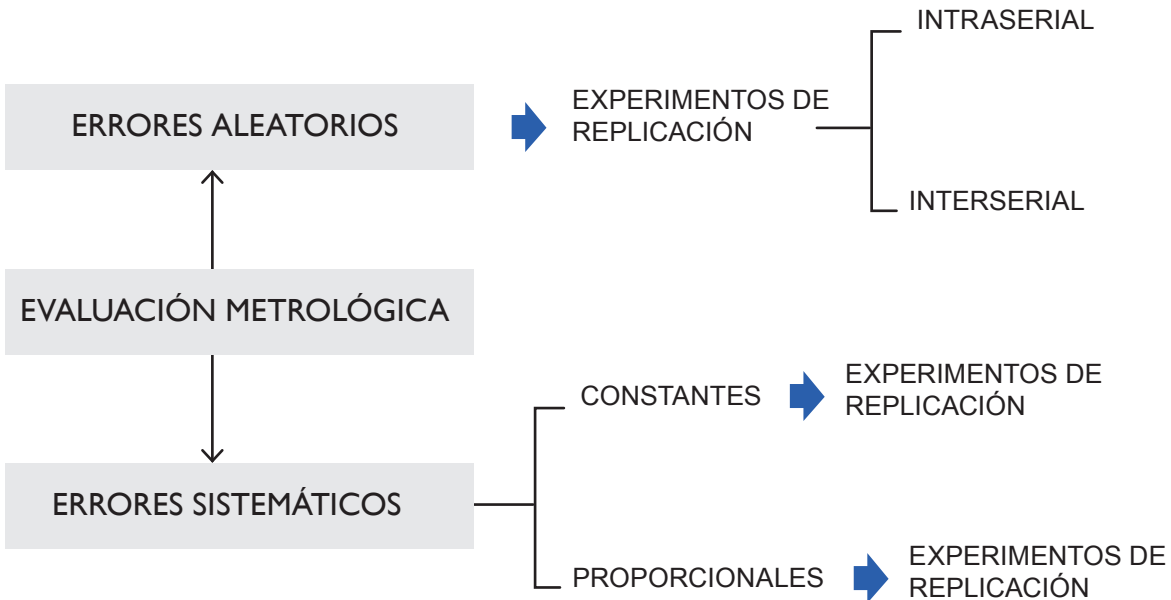 INTRASERIAL
ERRORES ALEATORIOS
EXPERIMENTOS DE
REPLICACIÓN
INTERSERIAL
EVALUACIÓN METROLÓGICA
CONSTANTES
EXPERIMENTOS DE
REPLICACIÓN
ERRORES SISTEMÁTICOS
PROPORCIONALES
EXPERIMENTOS DE
REPLICACIÓN